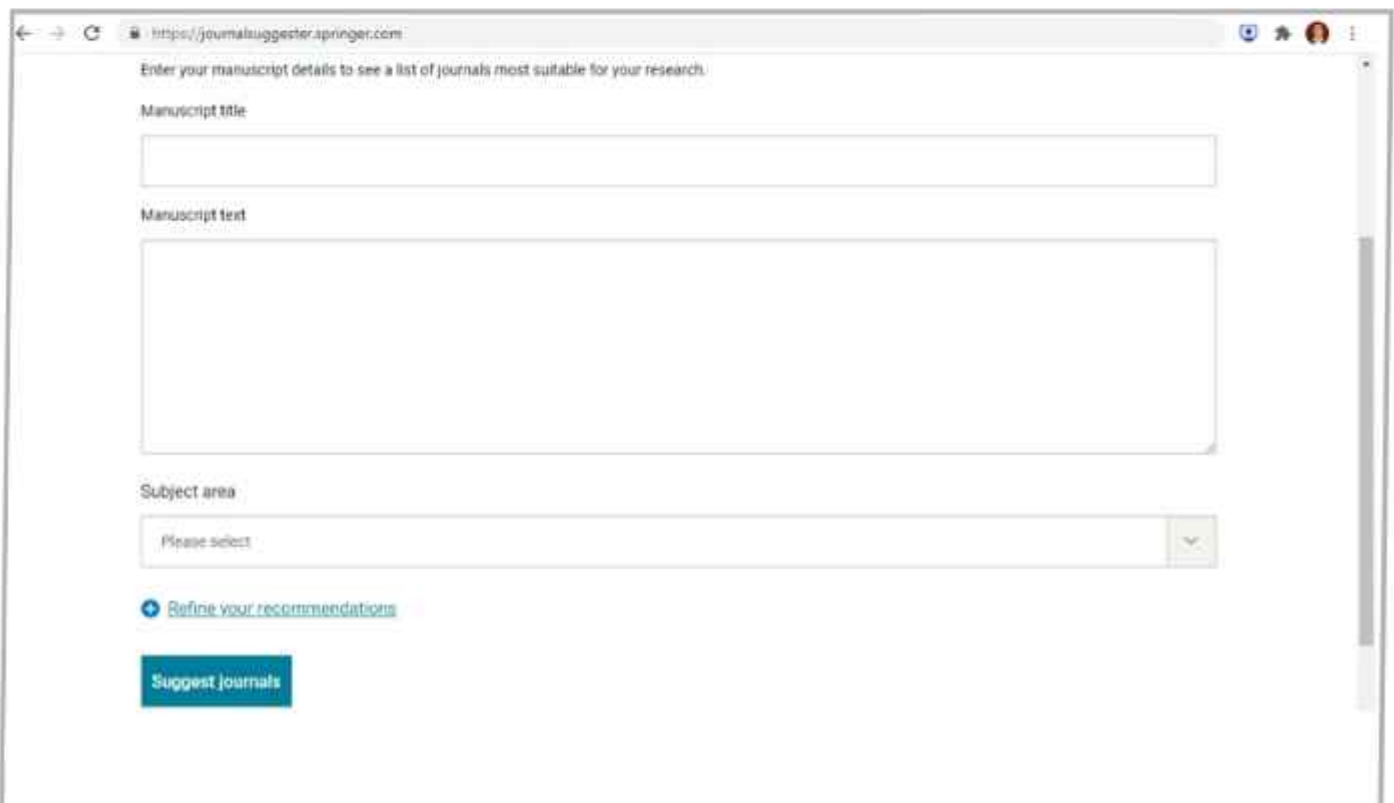 https://journalsuggester.springer.com
Enter your manuscript details to see a list of journals most suitable for your research.
Manuscript title
Manuscript text
Subject area
Please select
Refine your recommendations
Suggest journals